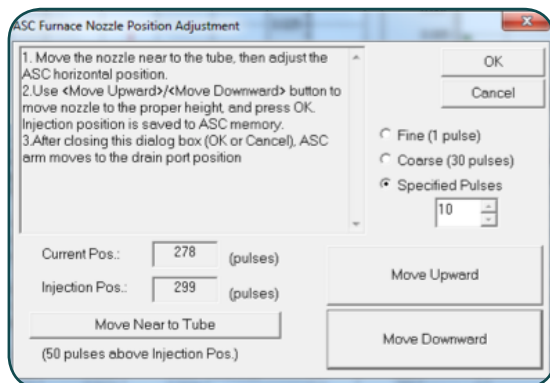 ASC Furnace Nozzle Position Adjustment
1. Move the nozzle near to the tube, then adjust the
ASC horizontal position.
2.Use <Move Upward>/<Move Downward> button to
move nozzle to the proper height, and press OK.
Injection position is saved to ASC memory.
3.After closing this dialog box (OK or Cancel), ASC
arm moves to the drain port position
OK
Cancel
Fine (1 pulse)
Coarse (30 pulses)
Specified Pulses
10
Current Pos.: 278 (pulses)
Injection Pos.: 299 (pulses)
Move Near to Tube
(50 pulses above Injection Pos.)
Move Upward
Move Downward